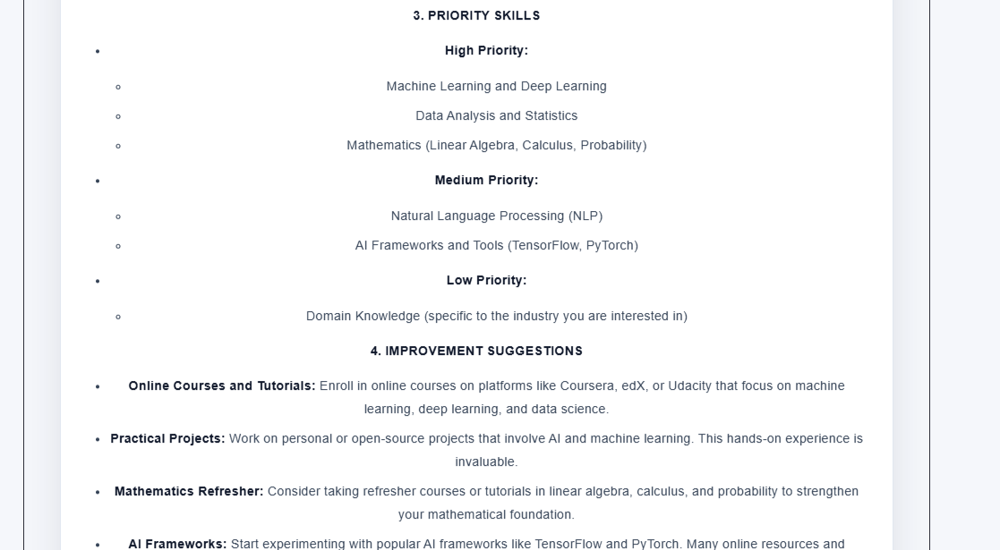 3. PRIORITY SKILLS
• High Priority:
◦ Machine Learning and Deep Learning
◦ Data Analysis and Statistics
◦ Mathematics (Linear Algebra, Calculus, Probability)
• Medium Priority:
◦ Natural Language Processing (NLP)
◦ AI Frameworks and Tools (TensorFlow, PyTorch)
• Low Priority:
◦ Domain Knowledge (specific to the industry you are interested in)
4. IMPROVEMENT SUGGESTIONS
• Online Courses and Tutorials: Enroll in online courses on platforms like Coursera, edX, or Udacity that focus on machine
learning, deep learning, and data science.
• Practical Projects: Work on personal or open-source projects that involve AI and machine learning. This hands-on experience is
invaluable.
• Mathematics Refresher: Consider taking refresher courses or tutorials in linear algebra, calculus, and probability to strengthen
your mathematical foundation.
• AI Frameworks: Start experimenting with popular AI frameworks like TensorFlow and PyTorch. Many online resources and